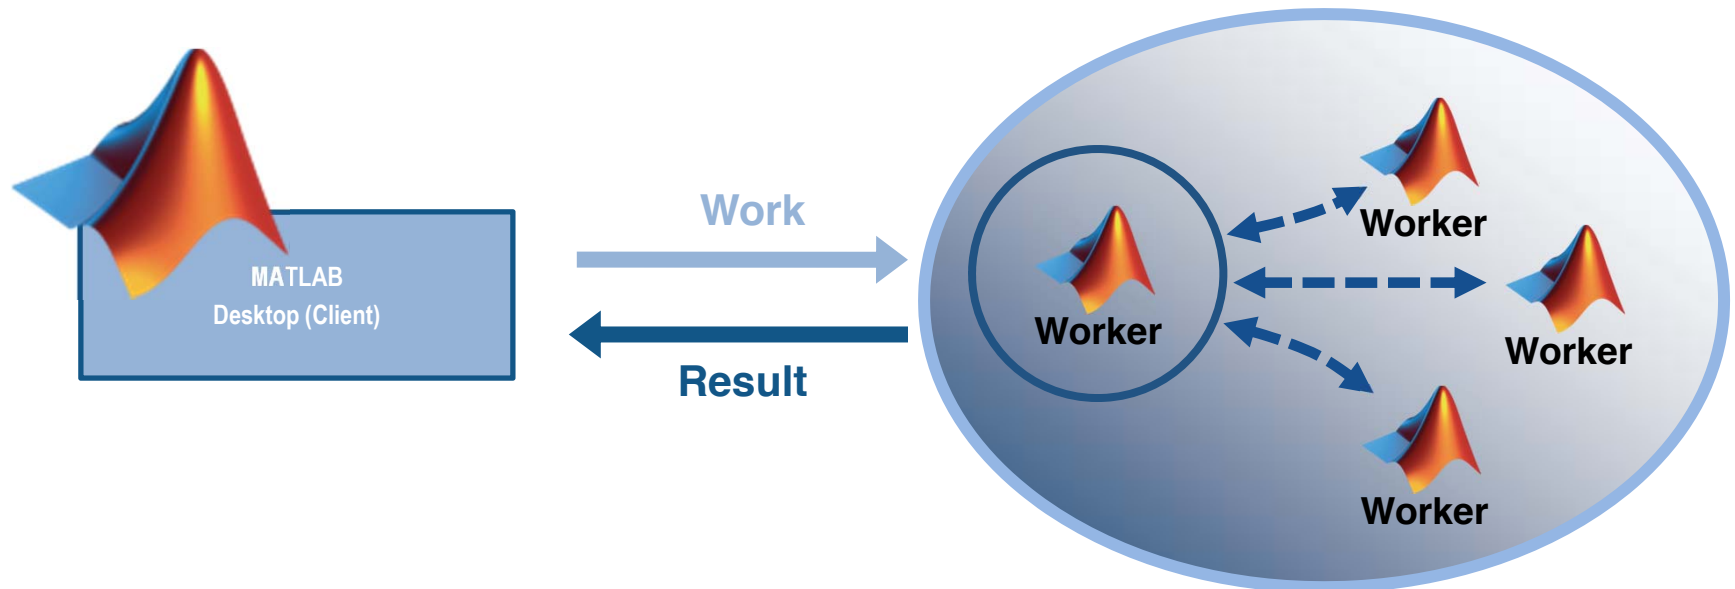 MATLAB
Desktop (Client)
Work
Result
Worker
Worker
Worker
Worker